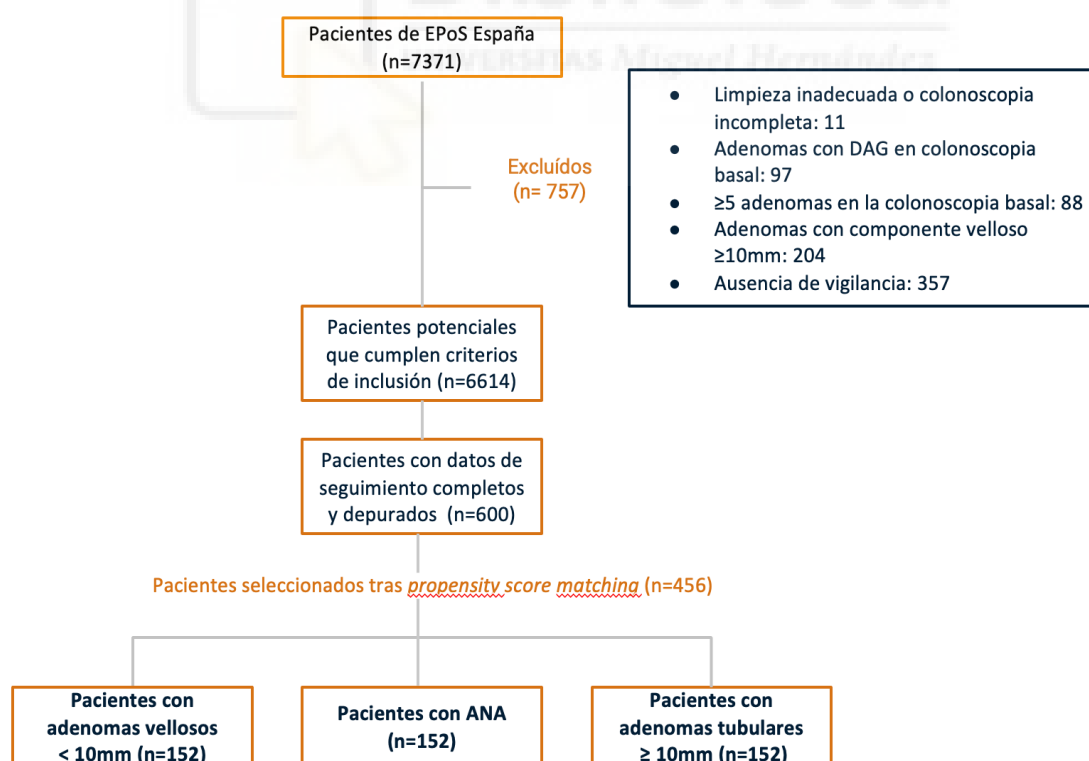 UNIVERSITAS Miguel Hernández
Pacientes de EPoS España
(n=7371)
Excluídos
(n= 757)
● Limpieza inadecuada o colonoscopia
incompleta: 11
● Adenomas con DAG en colonoscopia
basal: 97
● ≥5 adenomas en la colonoscopia basal: 88
● Adenomas con componente velloso
≥10mm: 204
● Ausencia de vigilancia: 357
Pacientes potenciales
que cumplen criterios
de inclusión (n=6614)
Pacientes con datos de
seguimiento completos
y depurados (n=600)
Pacientes seleccionados tras propensity score matching (n=456)
Pacientes con
adenomas vellosos
< 10mm (n=152)
Pacientes con ANA
(n=152)
Pacientes con
adenomas tubulares
≥ 10mm (n=152)